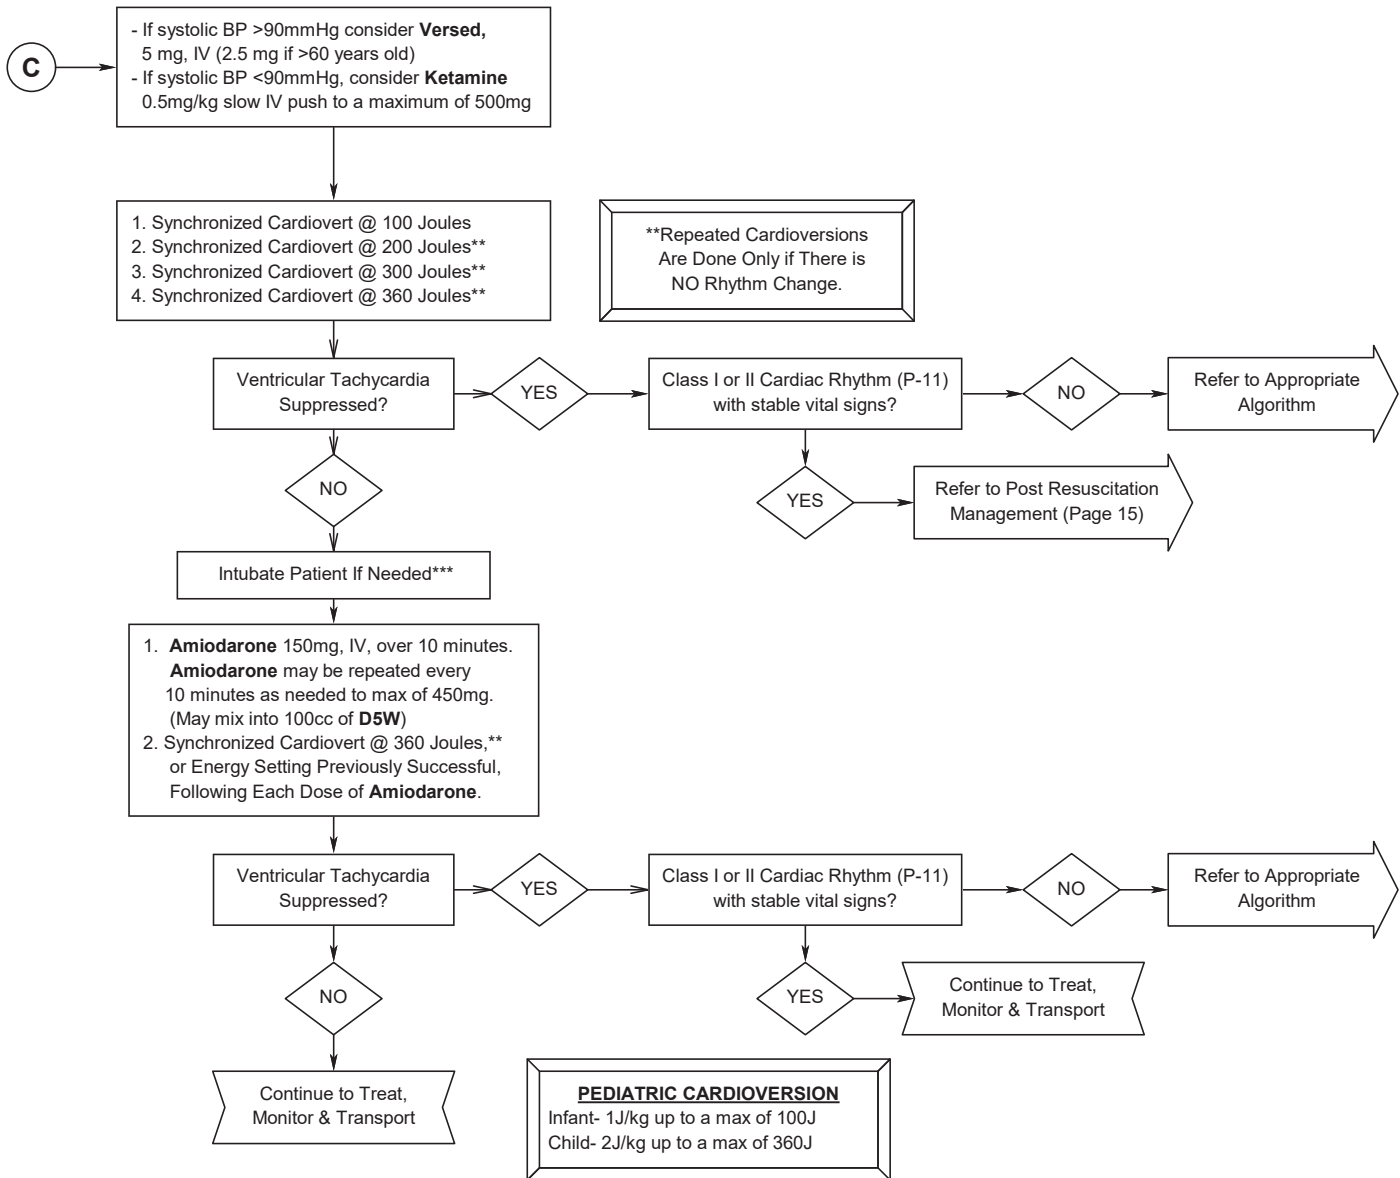 C
- If systolic BP >90mmHg consider Versed,
5 mg, IV (2.5 mg if >60 years old)
- If systolic BP <90mmHg, consider Ketamine
0.5mg/kg slow IV push to a maximum of 500mg
1. Synchronized Cardiovert @ 100 Joules
2. Synchronized Cardiovert @ 200 Joules**
3. Synchronized Cardiovert @ 300 Joules**
4. Synchronized Cardiovert @ 360 Joules**
**Repeated Cardioversions
Are Done Only if There is
NO Rhythm Change.
Ventricular Tachycardia
Suppressed?
YES
Class I or II Cardiac Rhythm (P-11)
with stable vital signs?
NO
Refer to Appropriate
Algorithm
NO
YES
Refer to Post Resuscitation
Management (Page 15)
Intubate Patient If Needed***
1. Amiodarone 150mg, IV, over 10 minutes.
Amiodarone may be repeated every
10 minutes as needed to max of 450mg.
(May mix into 100cc of D5W)
2. Synchronized Cardiovert @ 360 Joules,**
or Energy Setting Previously Successful,
Following Each Dose of Amiodarone.
Ventricular Tachycardia
Suppressed?
YES
Class I or II Cardiac Rhythm (P-11)
with stable vital signs?
NO
Refer to Appropriate
Algorithm
NO
YES
Continue to Treat,
Monitor & Transport
Continue to Treat,
Monitor & Transport
PEDIATRIC CARDIOVERSION
Infant- 1J/kg up to a max of 100J
Child- 2J/kg up to a max of 360J